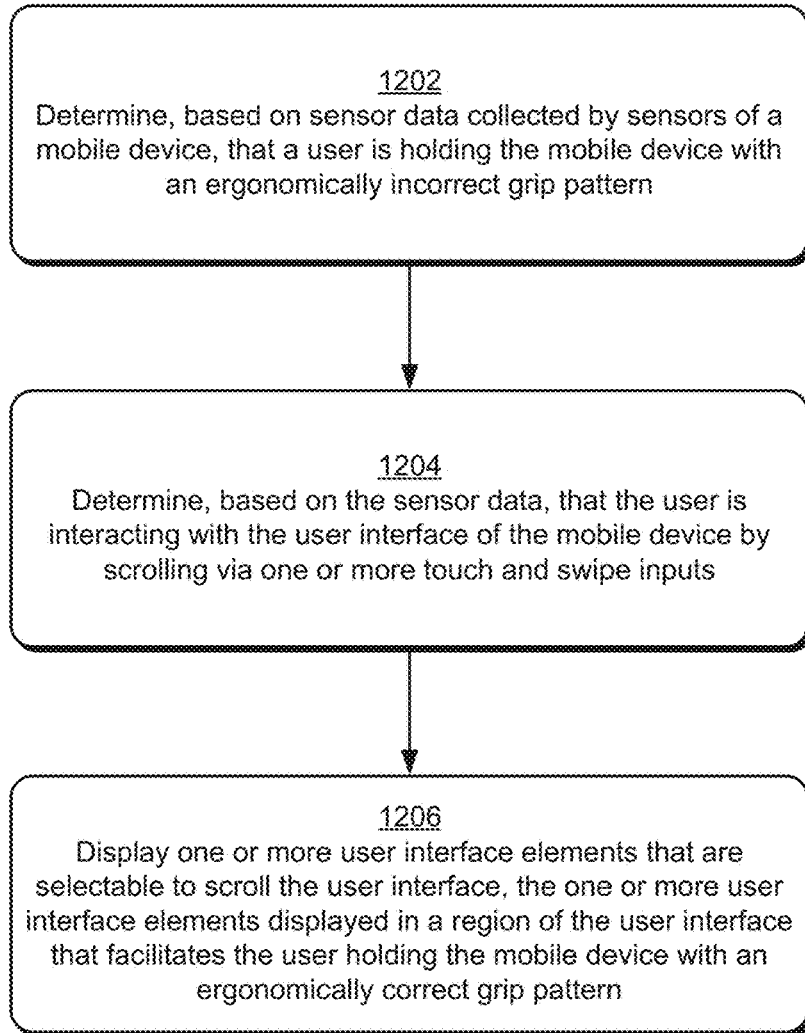 1202
Determine, based on sensor data collected by sensors of a
mobile device, that a user is holding the mobile device with
an ergonomically incorrect grip pattern
1204
Determine, based on the sensor data, that the user is
interacting with the user interface of the mobile device by
scrolling via one or more touch and swipe inputs
1206
Display one or more user interface elements that are
selectable to scroll the user interface, the one or more user
interface elements displayed in a region of the user interface
that facilitates the user holding the mobile device with an
ergonomically correct grip pattern